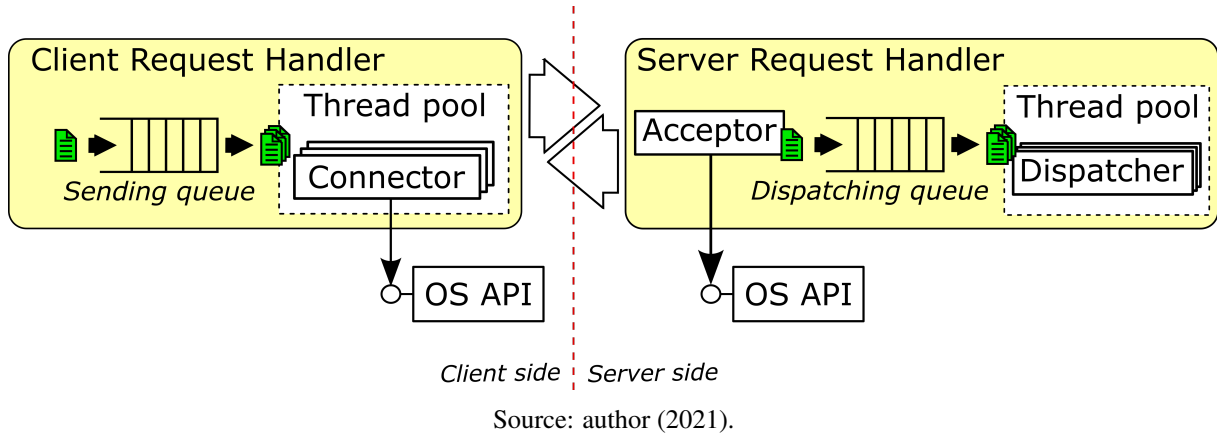 Client Request Handler
Thread pool
Connector
Sending queue
OS API
Server Request Handler
Acceptor
Dispatching queue
Thread pool
Dispatcher
OS API
Client side
Server side
Source: author (2021).